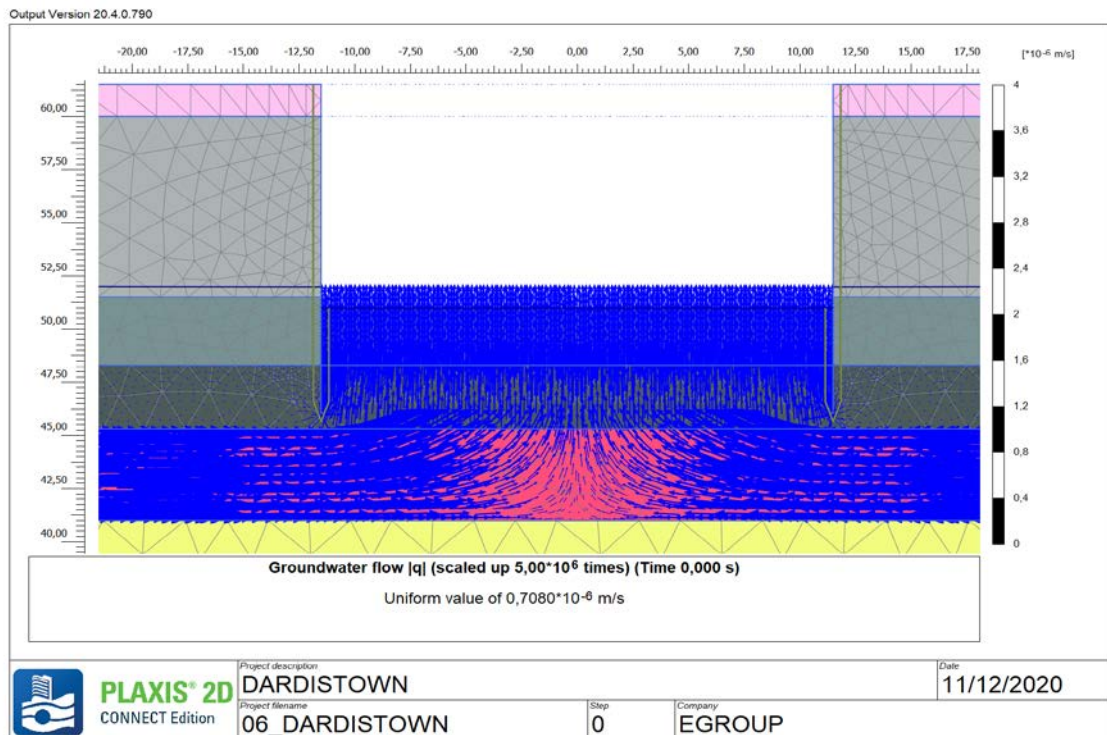 Output Version 20.4.0.790
-20,00 -17,50 -15,00 -12,50 -10,00 -7,50 -5,00 -2,50 0,00 2,50 5,00 7,50 10,00 12,50 15,00 17,50
[*10-6 m/s]
60,00
57,50
55,00
52,50
50,00
47,50
45,00
42,50
40,00
4
3,6
3,2
2,8
2,4
2
1,6
1,2
0,8
0,4
0
Groundwater flow |q| (scaled up 5,00*10⁶ times) (Time 0,000 s)
Uniform value of 0,7080*10⁻⁶ m/s
PLAXIS® 2D
CONNECT Edition
Project description
DARDISTOWN
Date
11/12/2020
Project filename
06_DARDISTOWN
Step
0
Company
EGROUP